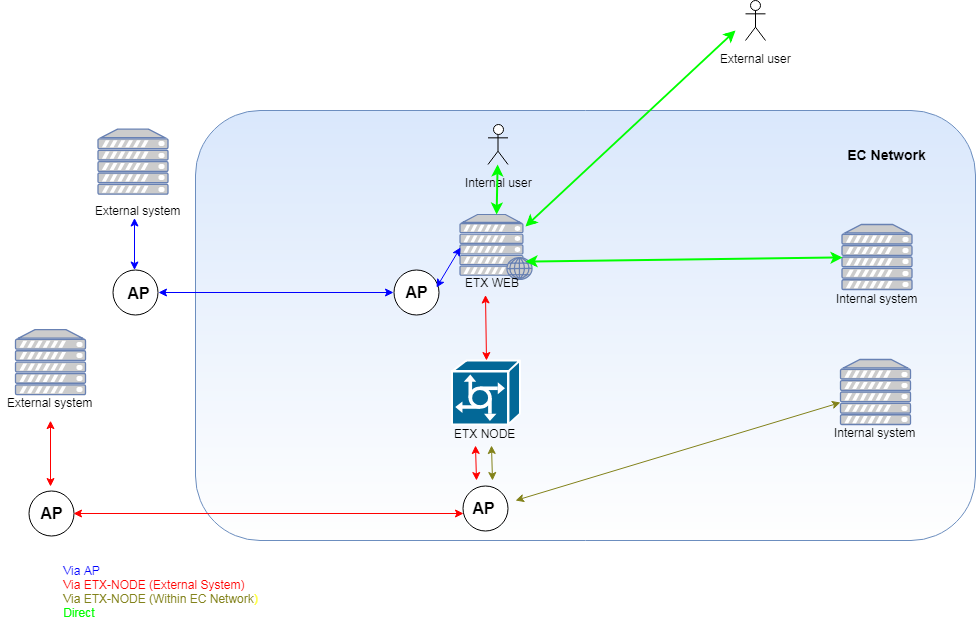 External user
EC Network
Internal user
External system
ETX WEB
AP
AP
Internal system
External system
ETX NODE
Internal system
AP
AP
Via AP
Via ETX-NODE (External System)
Via ETX-NODE (Within EC Network)
Direct